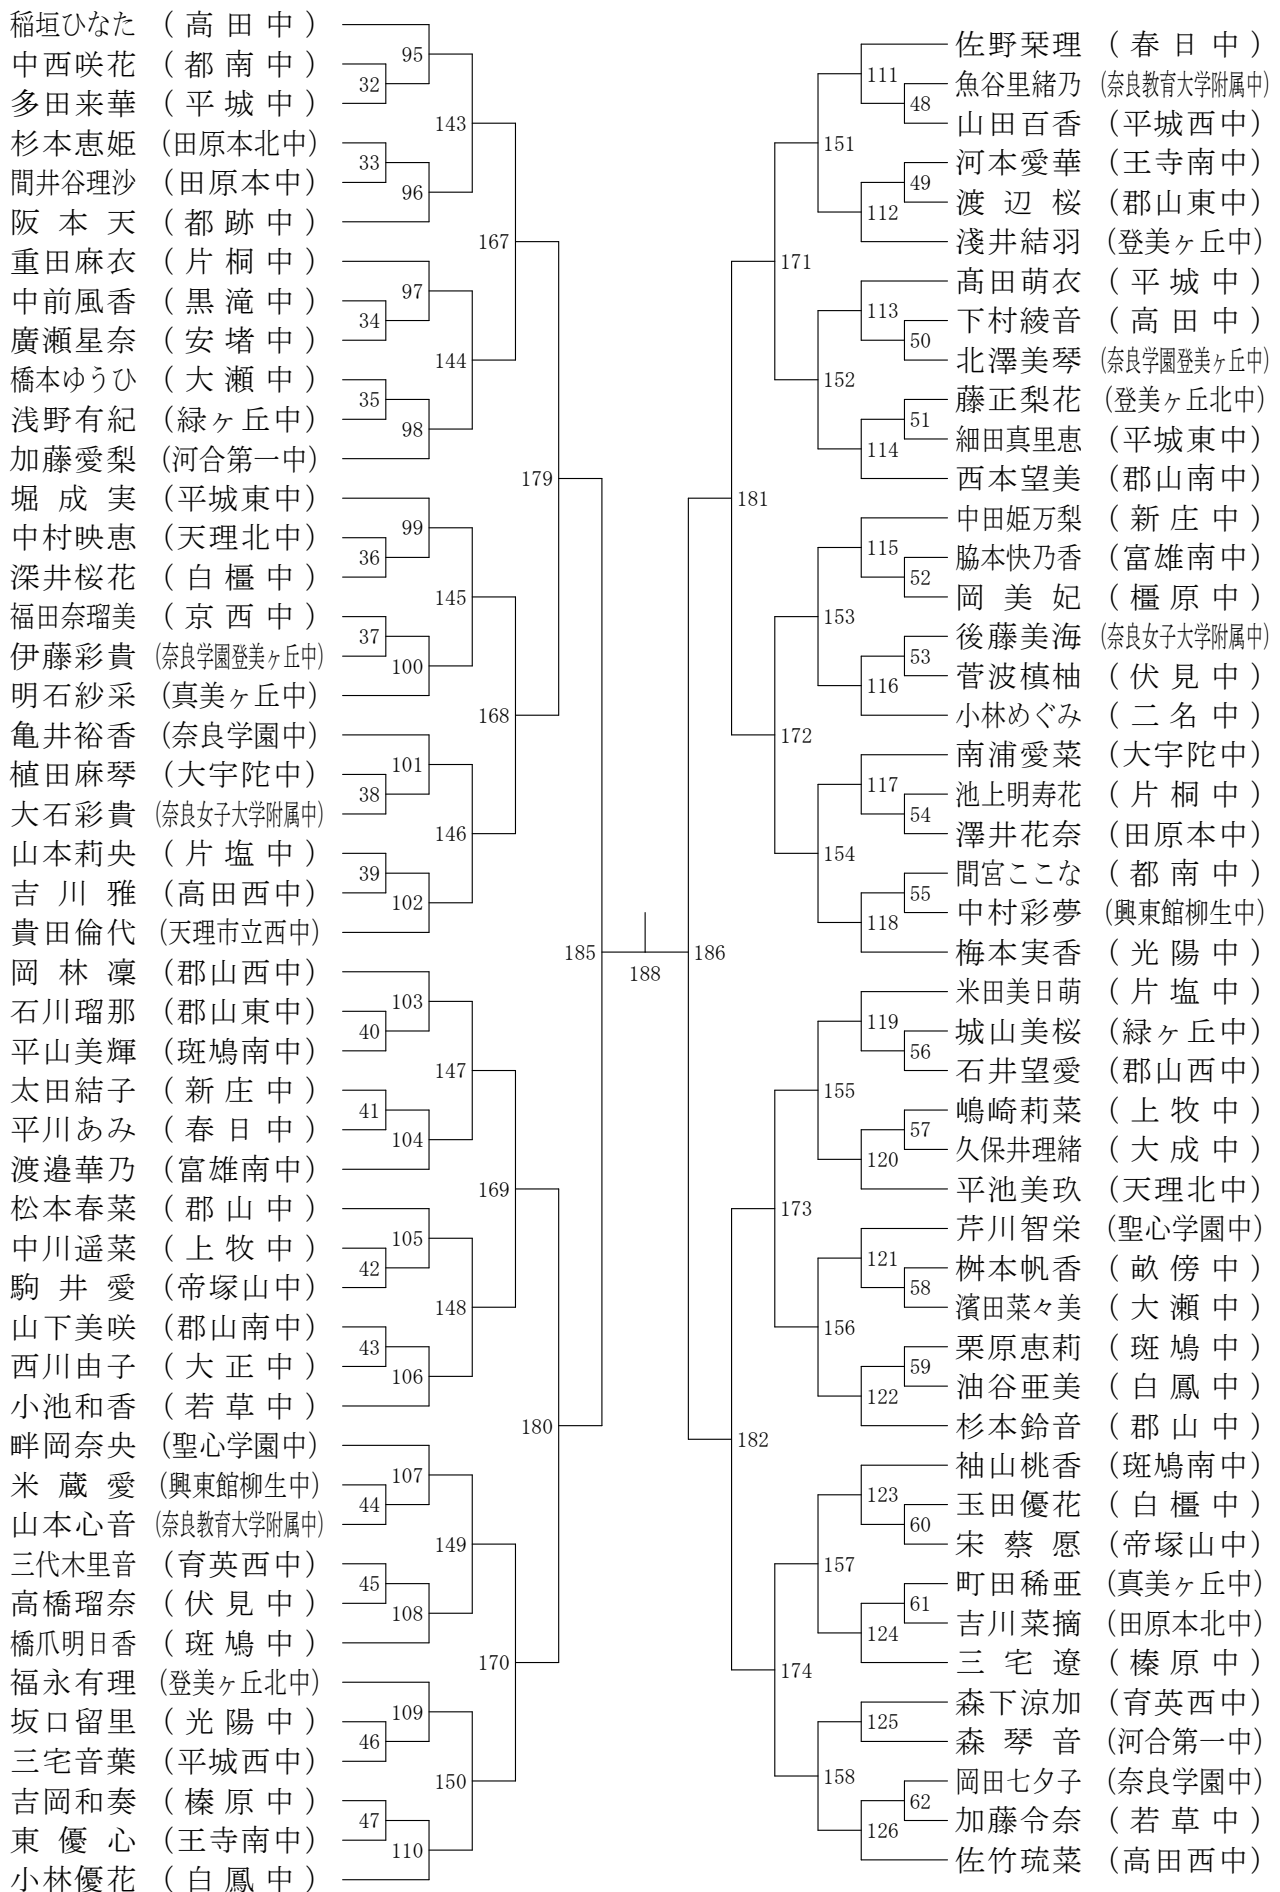 稲垣ひなた (高田中)
中西咲花 (都南中)
多田来華 (平城中)
杉本恵姫 (田原本北中)
間井谷理沙 (田原本中)
阪本天 (都跡中)
重田麻衣 (片桐中)
中前風香 (黒滝中)
廣瀬星奈 (安堵中)
橋本ゆうひ (大瀬中)
浅野有紀 (緑ヶ丘中)
加藤愛梨 (河合第一中)
堀成実 (平城東中)
中村映恵 (天理北中)
深井桜花 (白橿中)
福田奈瑠美 (京西中)
伊藤彩貴 (奈良学園登美ヶ丘中)
明石紗采 (真美ヶ丘中)
亀井裕香 (奈良学園中)
植田麻琴 (大宇陀中)
大石彩貴 (奈良女子大学附属中)
山本莉央 (片塩中)
吉川雅 (高田西中)
貴田倫代 (天理市立西中)
岡林凜 (郡山西中)
石川瑠那 (郡山東中)
平山美輝 (斑鳩南中)
太田結子 (新庄中)
平川あみ (春日中)
渡邉華乃 (富雄南中)
松本春菜 (郡山中)
中川遥菜 (上牧中)
駒井愛 (帝塚山中)
山下美咲 (郡山南中)
西川由子 (大正中)
小池和香 (若草中)
畔岡奈央 (聖心学園中)
米蔵愛 (興東館柳生中)
山本心音 (奈良教育大学附属中)
三代木里音 (育英西中)
高橋瑠奈 (伏見中)
橋爪明日香 (斑鳩中)
福永有理 (登美ヶ丘北中)
坂口留里 (光陽中)
三宅音葉 (平城西中)
吉岡和奏 (榛原中)
東優心 (王寺南中)
小林優花 (白鳳中)
32
33
34
35
36
37
38
39
40
41
42
43
44
45
46
47
95
96
97
98
99
100
101
102
103
104
105
106
107
108
109
110
143
144
145
146
147
148
149
150
167
168
169
170
179
180
185
188
186
181
182
171
172
173
174
151
152
153
154
155
156
157
158
111
112
113
114
115
116
117
118
119
120
121
122
123
124
125
126
48
49
50
51
52
53
54
55
56
57
58
59
60
61
62
佐野栞理 (春日中)
魚谷里緒乃 (奈良教育大学附属中)
山田百香 (平城西中)
河本愛華 (王寺南中)
渡辺桜 (郡山東中)
淺井結羽 (登美ヶ丘中)
髙田萌衣 (平城中)
下村綾音 (高田中)
北澤美琴 (奈良学園登美ヶ丘中)
藤正梨花 (登美ヶ丘北中)
細田真里恵 (平城東中)
西本望美 (郡山南中)
中田姫万梨 (新庄中)
脇本快乃香 (富雄南中)
岡美妃 (橿原中)
後藤美海 (奈良女子大学附属中)
菅波槙柚 (伏見中)
小林めぐみ (二名中)
南浦愛菜 (大宇陀中)
池上明寿花 (片桐中)
澤井花奈 (田原本中)
間宮ここな (都南中)
中村彩夢 (興東館柳生中)
梅本実香 (光陽中)
米田美日萌 (片塩中)
城山美桜 (緑ヶ丘中)
石井望愛 (郡山西中)
嶋崎莉菜 (上牧中)
久保井理緒 (大成中)
平池美玖 (天理北中)
芹川智栄 (聖心学園中)
桝本帆香 (畝傍中)
濱田菜々美 (大瀬中)
栗原恵莉 (斑鳩中)
油谷亜美 (白鳳中)
杉本鈴音 (郡山中)
袖山桃香 (斑鳩南中)
玉田優花 (白橿中)
宋蔡愿 (帝塚山中)
町田稀亜 (真美ヶ丘中)
吉川菜摘 (田原本北中)
三宅遼 (榛原中)
森下涼加 (育英西中)
森琴音 (河合第一中)
岡田七夕子 (奈良学園中)
加藤令奈 (若草中)
佐竹琉菜 (高田西中)